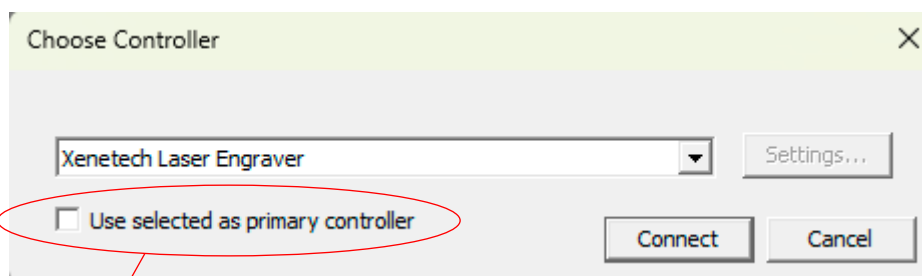 Choose Controller
Xenetech Laser Engraver
Settings...
Use selected as primary controller
Connect
Cancel